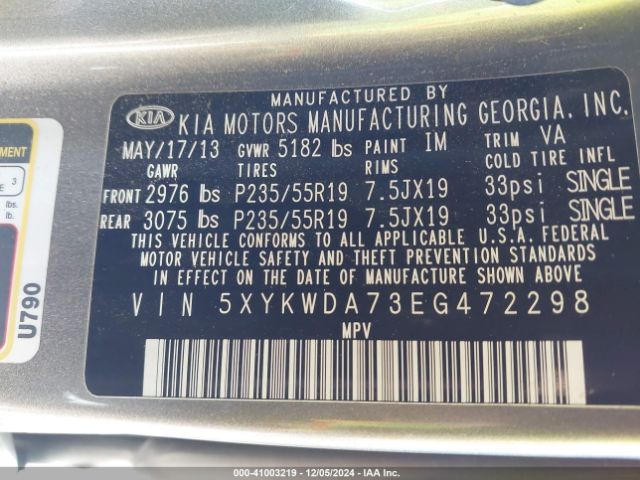 MANUFACTURED BY
KIA KIA MOTORS MANUFACTURING GEORGIA, INC.
MAY/17/13 GVWR 5182 lbs PAINT IM TRIM VA
GAWR TIRES RIMS COLD TIRE INFL
FRONT 2976 lbs P235/55R19 7.5JX19 33psi SINGLE
REAR 3075 lbs P235/55R19 7.5JX19 33psi SINGLE
THIS VEHICLE CONFORMS TO ALL APPLICABLE U.S.A. FEDERAL
MOTOR VEHICLE SAFETY AND THEFT PREVENTION STANDARDS
IN EFFECT ON THE DATE OF MANUFACTURE SHOWN ABOVE.
VIN 5XYKWDA73EG472298
MPV
MENT
E 3
lbs.
lb.
U790
000-41003219 - 12/05/2024 - IAA Inc.